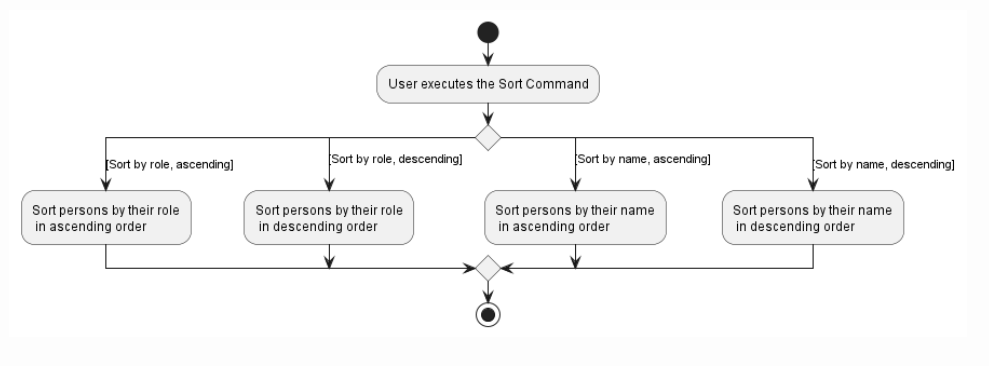 User executes the Sort Command
[Sort by role, ascending]
[Sort by role, descending]
[Sort by name, ascending]
[Sort by name, descending]
Sort persons by their role
in ascending order
Sort persons by their role
in descending order
Sort persons by their name
in ascending order
Sort persons by their name
in descending order